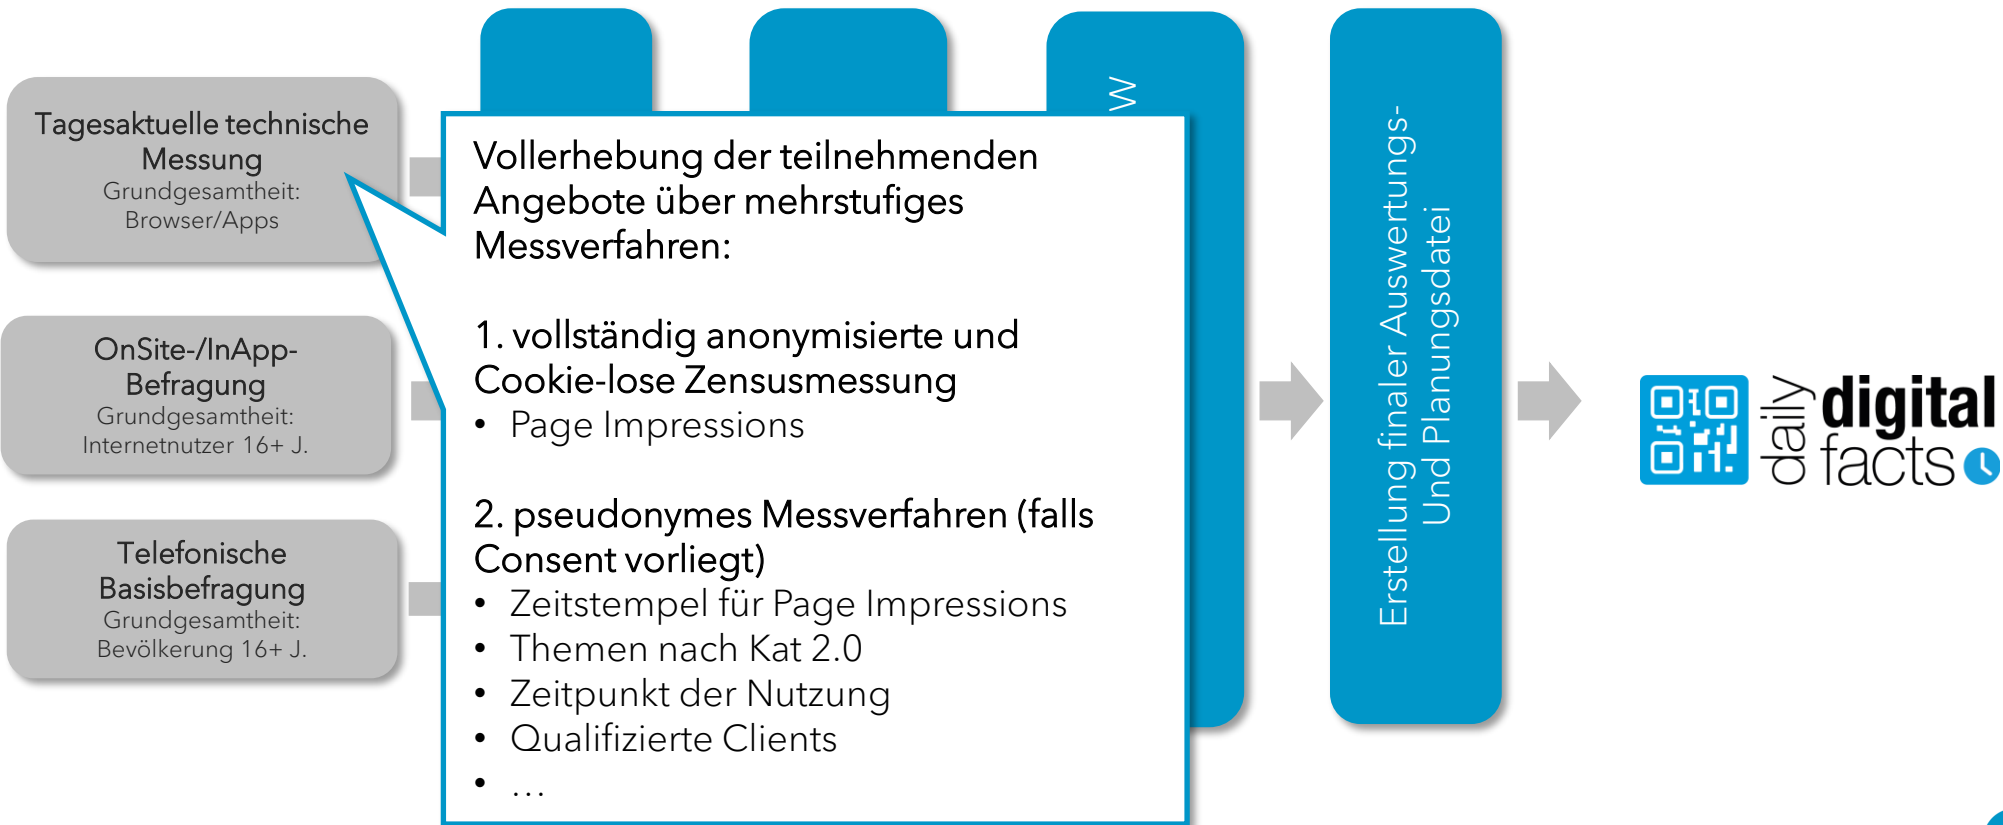 Tagesaktuelle technische
Messung
Grundgesamtheit:
Browser/Apps
OnSite-/InApp-
Befragung
Grundgesamtheit:
Internetnutzer 16+ J.
Telefonische
Basisbefragung
Grundgesamtheit:
Bevölkerung 16+ J.
Vollerhebung der teilnehmenden
Angebote über mehrstufiges
Messverfahren:
1. vollständig anonymisierte und
Cookie-lose Zensusmessung
• Page Impressions
2. pseudonymes Messverfahren (falls
Consent vorliegt)
• Zeitstempel für Page Impressions
• Themen nach Kat 2.0
• Zeitpunkt der Nutzung
• Qualifizierte Clients
• …
W
Erstellung finaler Auswertungs-
Und Planungsdatei
daily
digital
facts